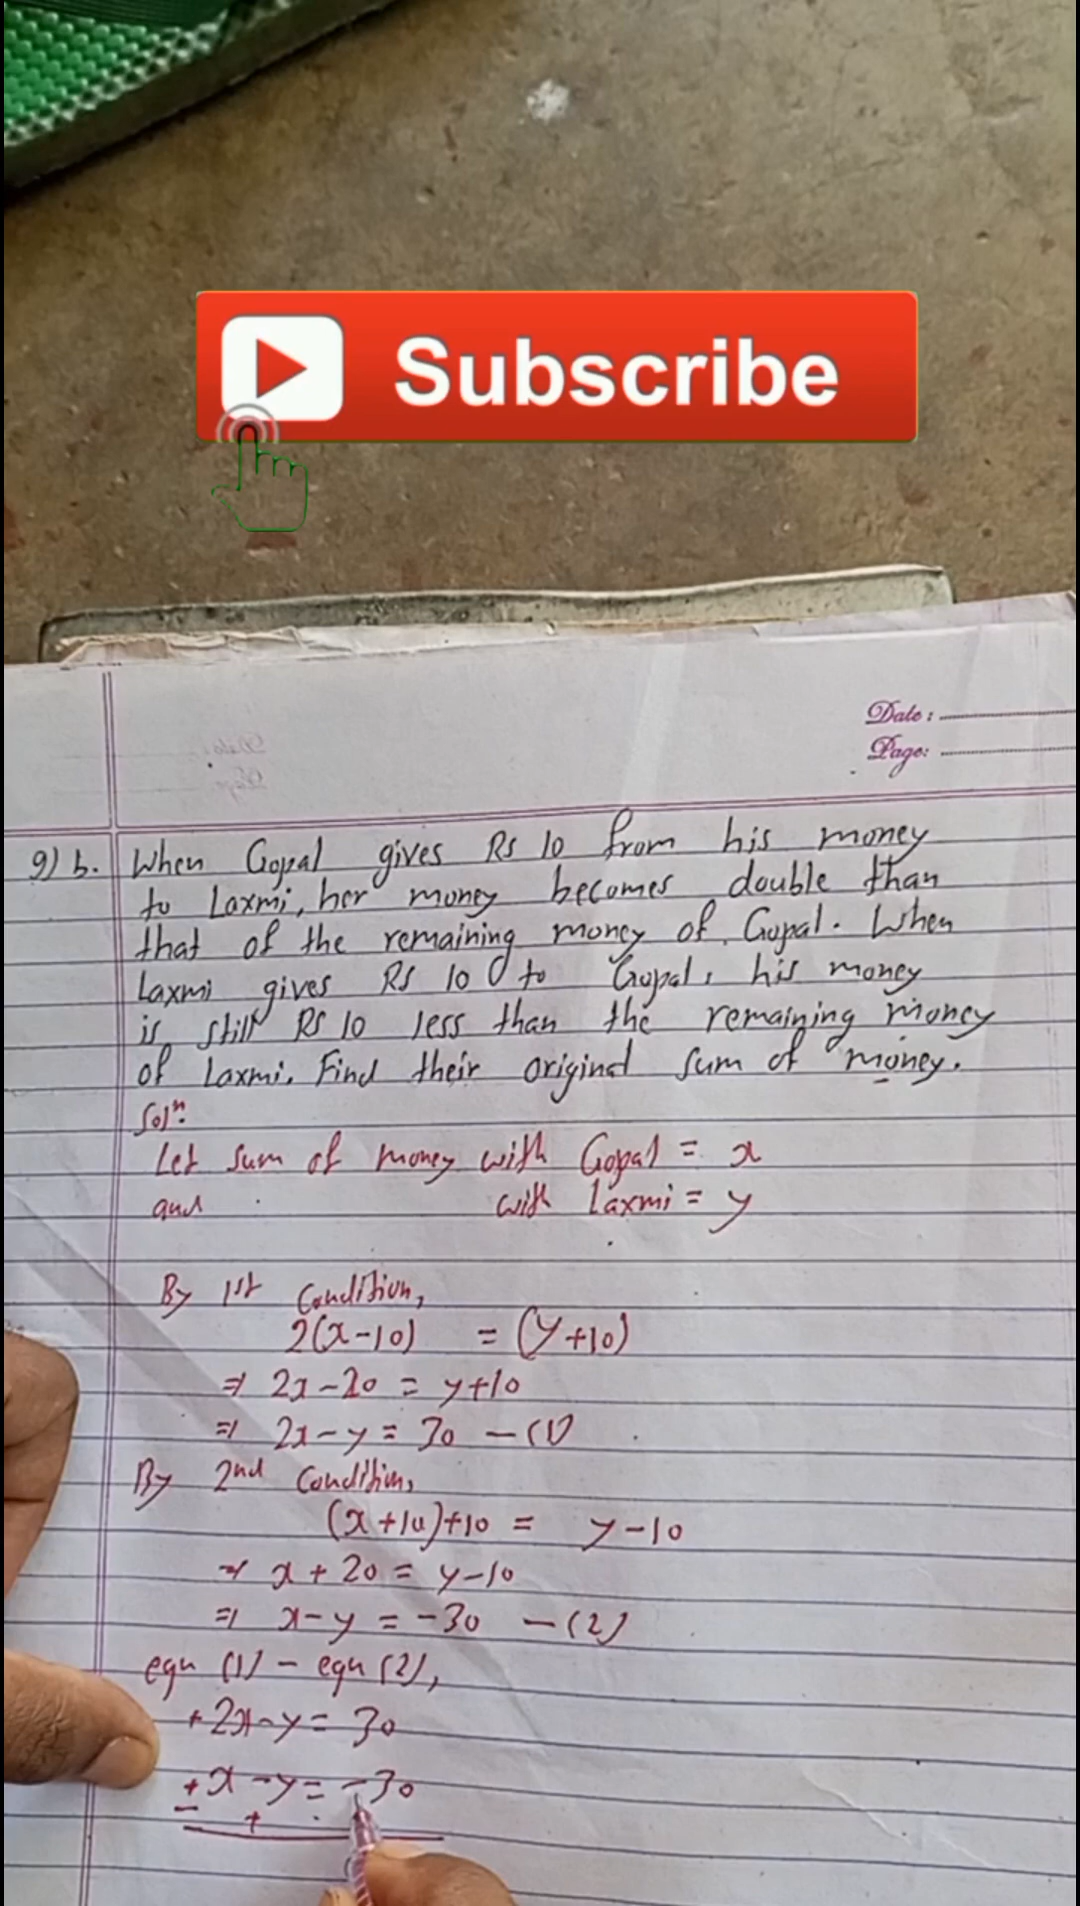 Subscribe
Date:
Page:
9) b. When Gopal gives Rs 10 from his money
to Laxmi, her money becomes double than
that of the remaining money of Gopal. When
Laxmi gives Rs 10 to Gopal, his money
is still Rs 10 less than the remaining money
of Laxmi. Find their original sum of money.
Solⁿ:
Let sum of money with Gopal = x
and with Laxmi = y
By 1st Condition,
2(x-10) = (y+10)
⇒ 2x-20 = y+10
⇒ 2x-y = 30 -(1)
By 2nd Condition,
(x+10)+10 = y-10
⇒ x+20 = y-10
⇒ x-y = -30 -(2)
eqn (1) - eqn (2),
+2x-y = 30
+x-y = -30
- +